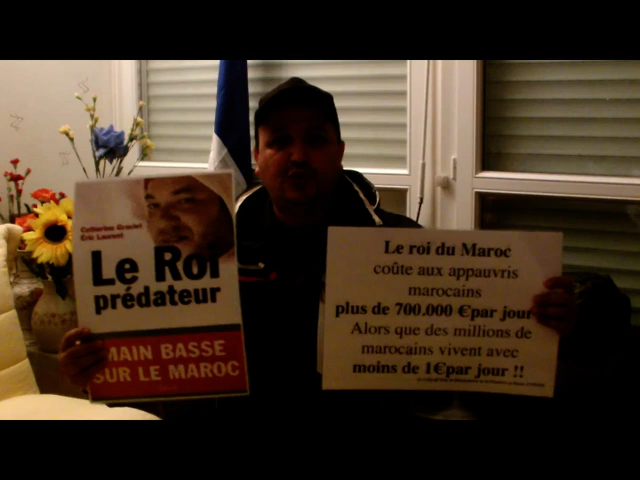 Catherine Graciet
Eric Laurent
Le Roi
prédateur
MAIN BASSE
SUR LE MAROC
Le roi du Maroc
coûte aux appauvris
marocains
plus de 700.000 €par jour
Alors que des millions de
marocains vivent avec
moins de 1€par jour !!